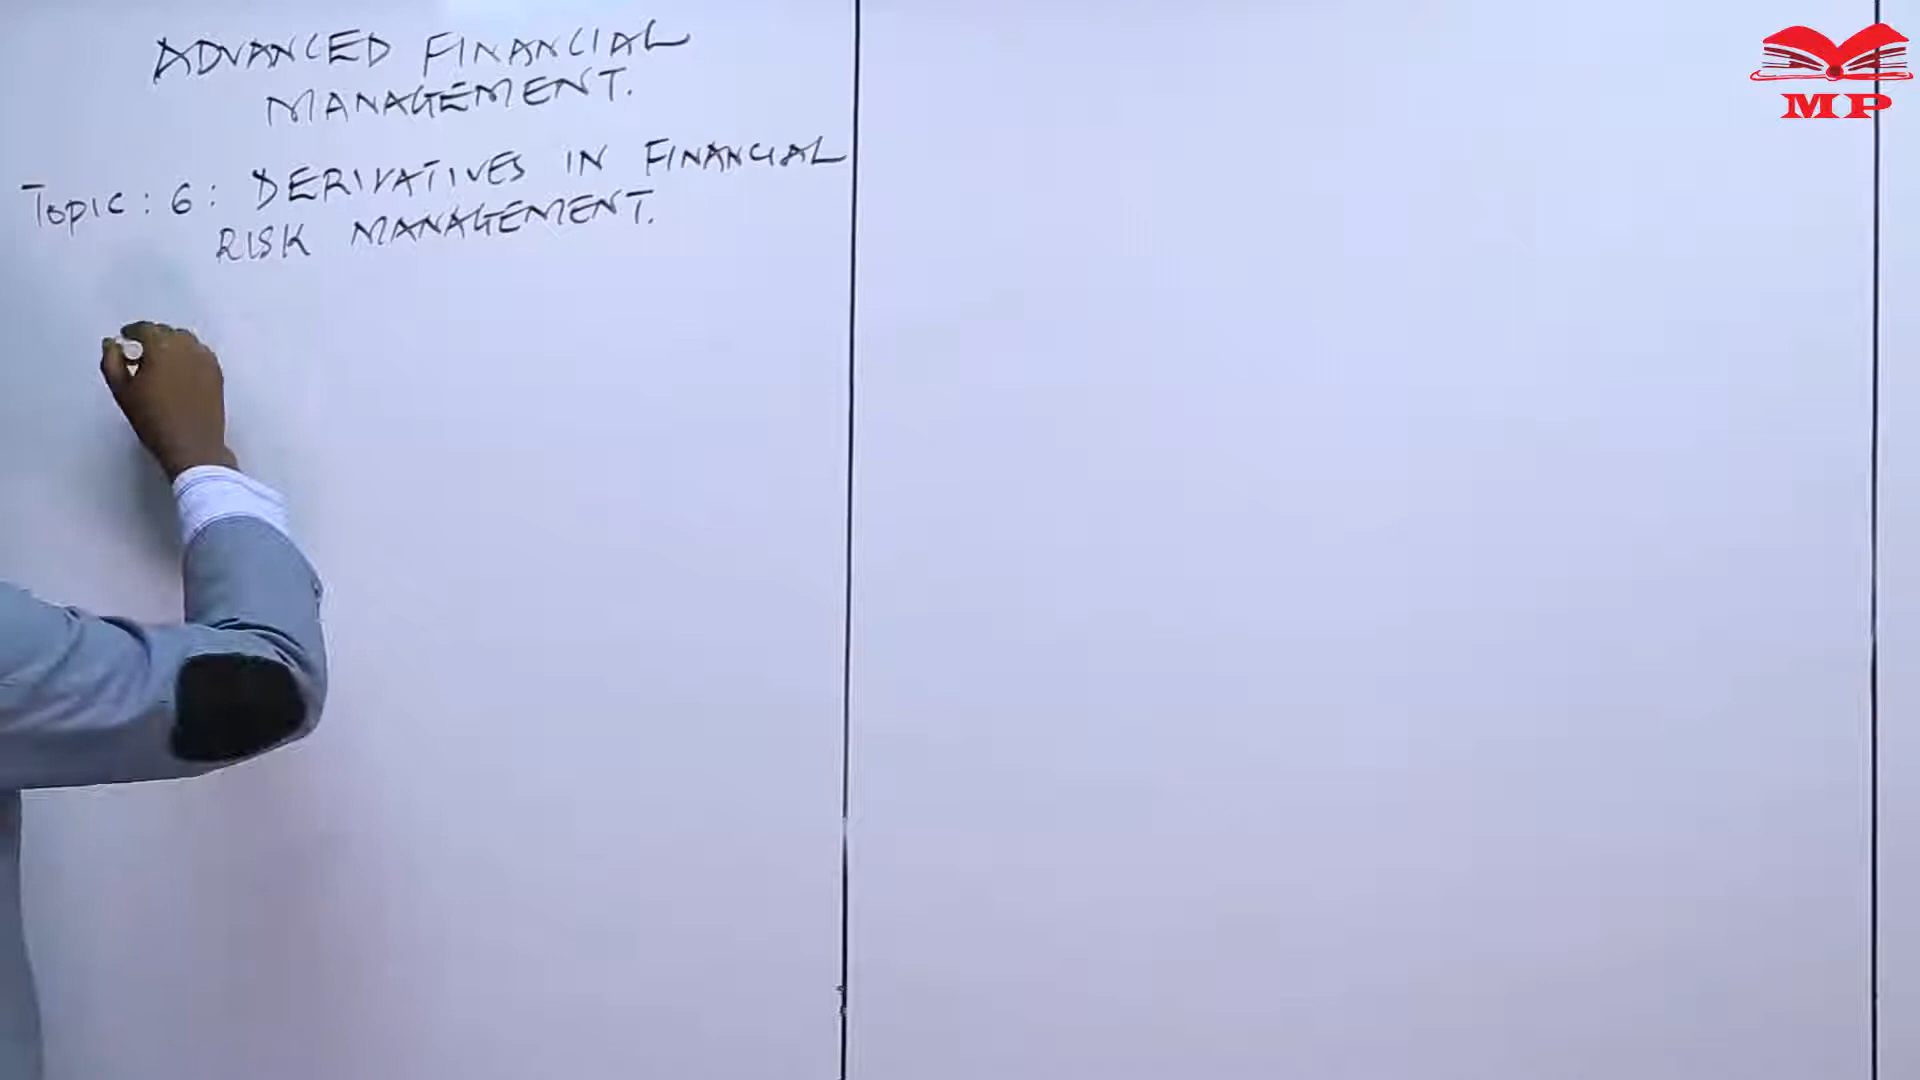 ADVANCED FINANCIAL
MANAGEMENT.
Topic: 6: DERIVATIVES IN FINANCIAL
RISK MANAGEMENT.
MP